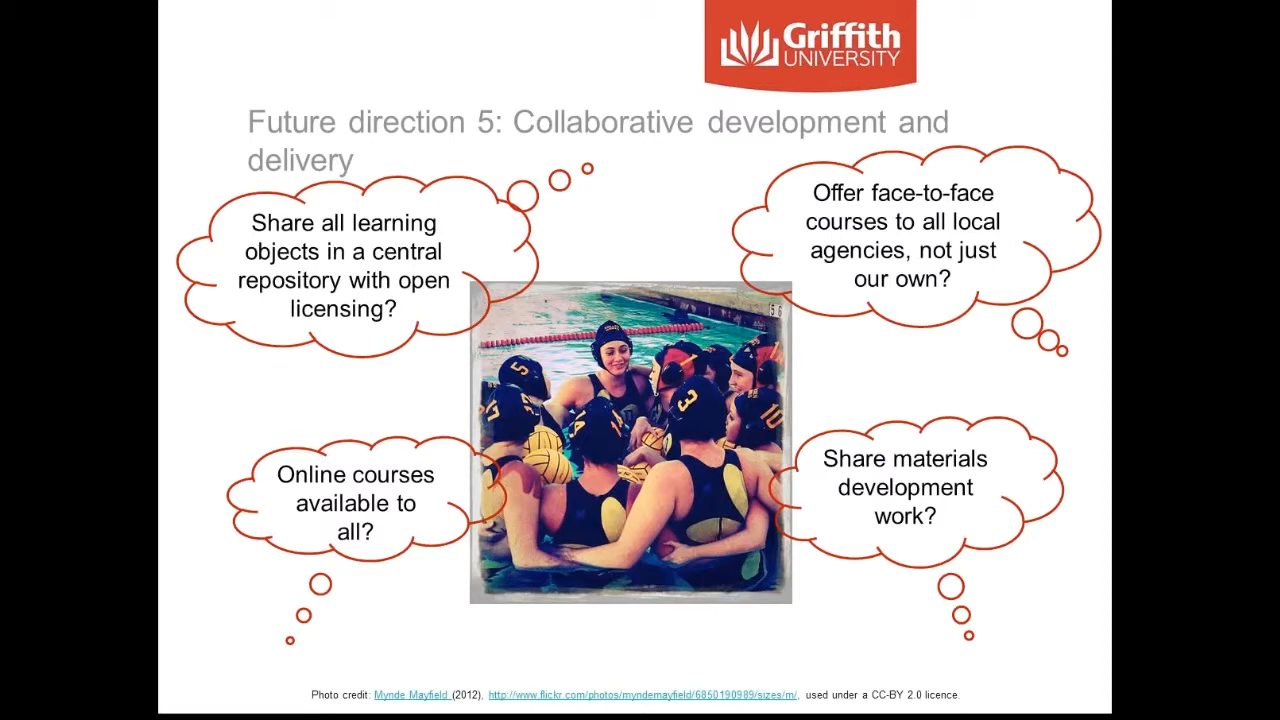 Griffith
UNIVERSITY
Future direction 5: Collaborative development and
delivery
Share all learning
objects in a central
repository with open
licensing?
Offer face-to-face
courses to all local
agencies, not just
our own?
Online courses
available to
all?
Share materials
development
work?
5
3
10
Photo credit: Mynde Mayfield (2012), http://www.flickr.com/photos/myndemayfield/6850190989/sizes/m/, used under a CC-BY 2.0 licence.